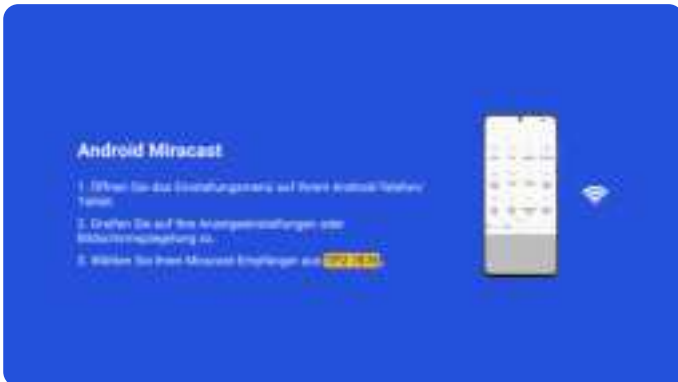 Android Miracast
1. Öffnen Sie das Einstellungsmenü auf Ihrem Android-Telefon/
2. Greifen Sie auf Ihre Anzeigeeinstellungen oder
Bildschirmspiegelung zu.
3. Wählen Sie Ihren Miracast-Empfänger aus